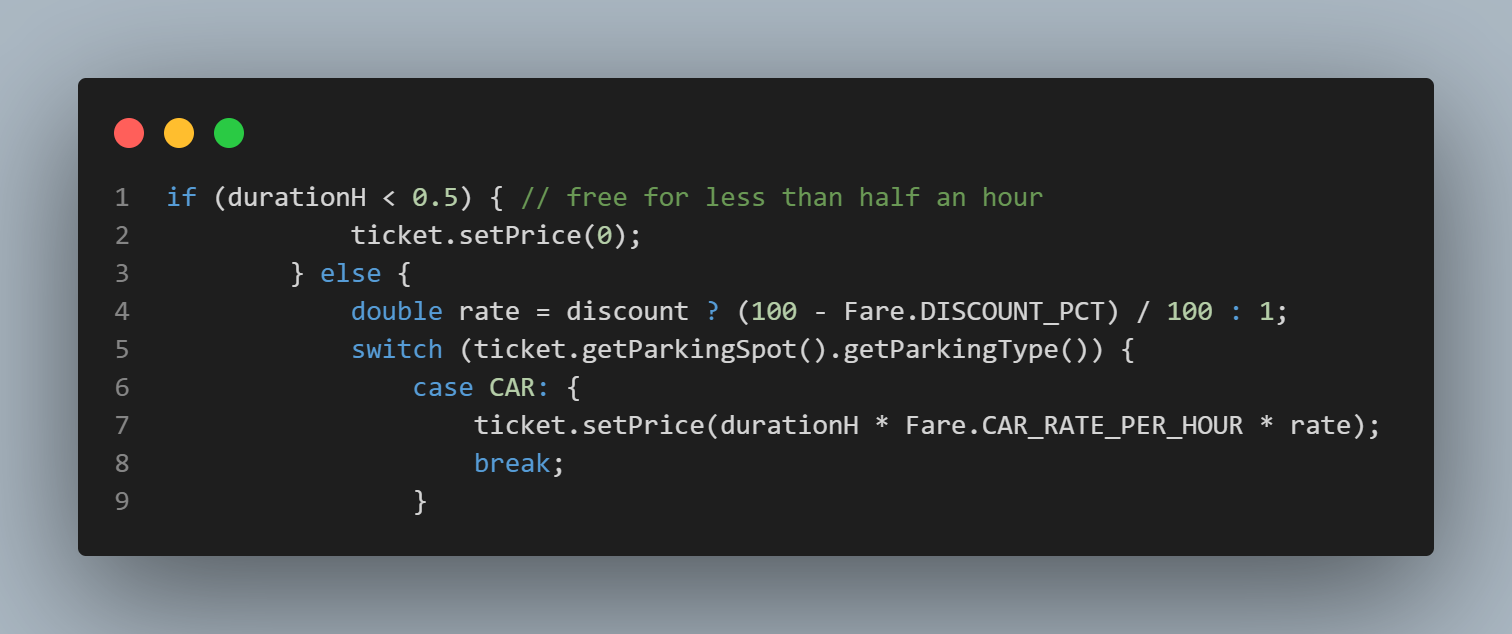 1 if (durationH < 0.5) { // free for less than half an hour
2             ticket.setPrice(0);
3         } else {
4             double rate = discount ? (100 - Fare.DISCOUNT_PCT) / 100 : 1;
5             switch (ticket.getParkingSpot().getParkingType()) {
6                 case CAR: {
7                     ticket.setPrice(durationH * Fare.CAR_RATE_PER_HOUR * rate);
8                     break;
9                 }